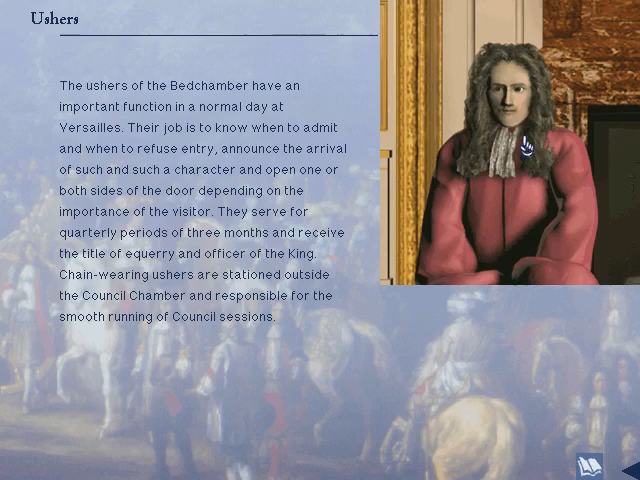 Ushers
The ushers of the Bedchamber have an
important function in a normal day at
Versailles. Their job is to know when to admit
and when to refuse entry, announce the arrival
of such and such a character and open one or
both sides of the door depending on the
importance of the visitor. They serve for
quarterly periods of three months and receive
the title of equerry and officer of the King.
Chain-wearing ushers are stationed outside
the Council Chamber and responsible for the
smooth running of Council sessions.